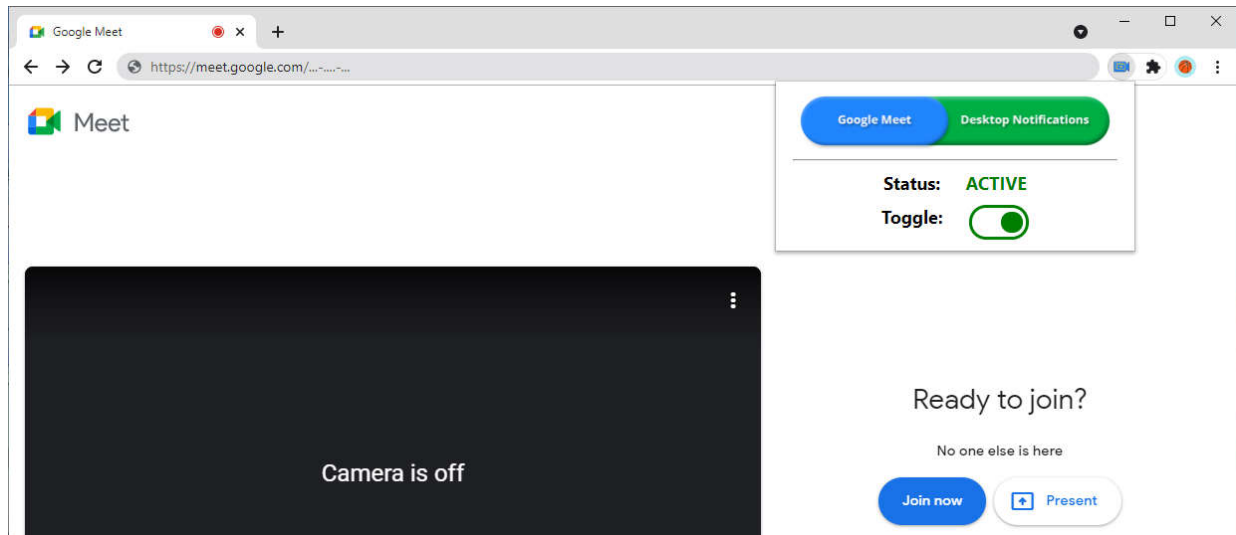 Google Meet
https://meet.google.com/...-....-...
Meet
Google Meet Desktop Notifications
Status: ACTIVE
Toggle:
Camera is off
Ready to join?
No one else is here
Join now Present